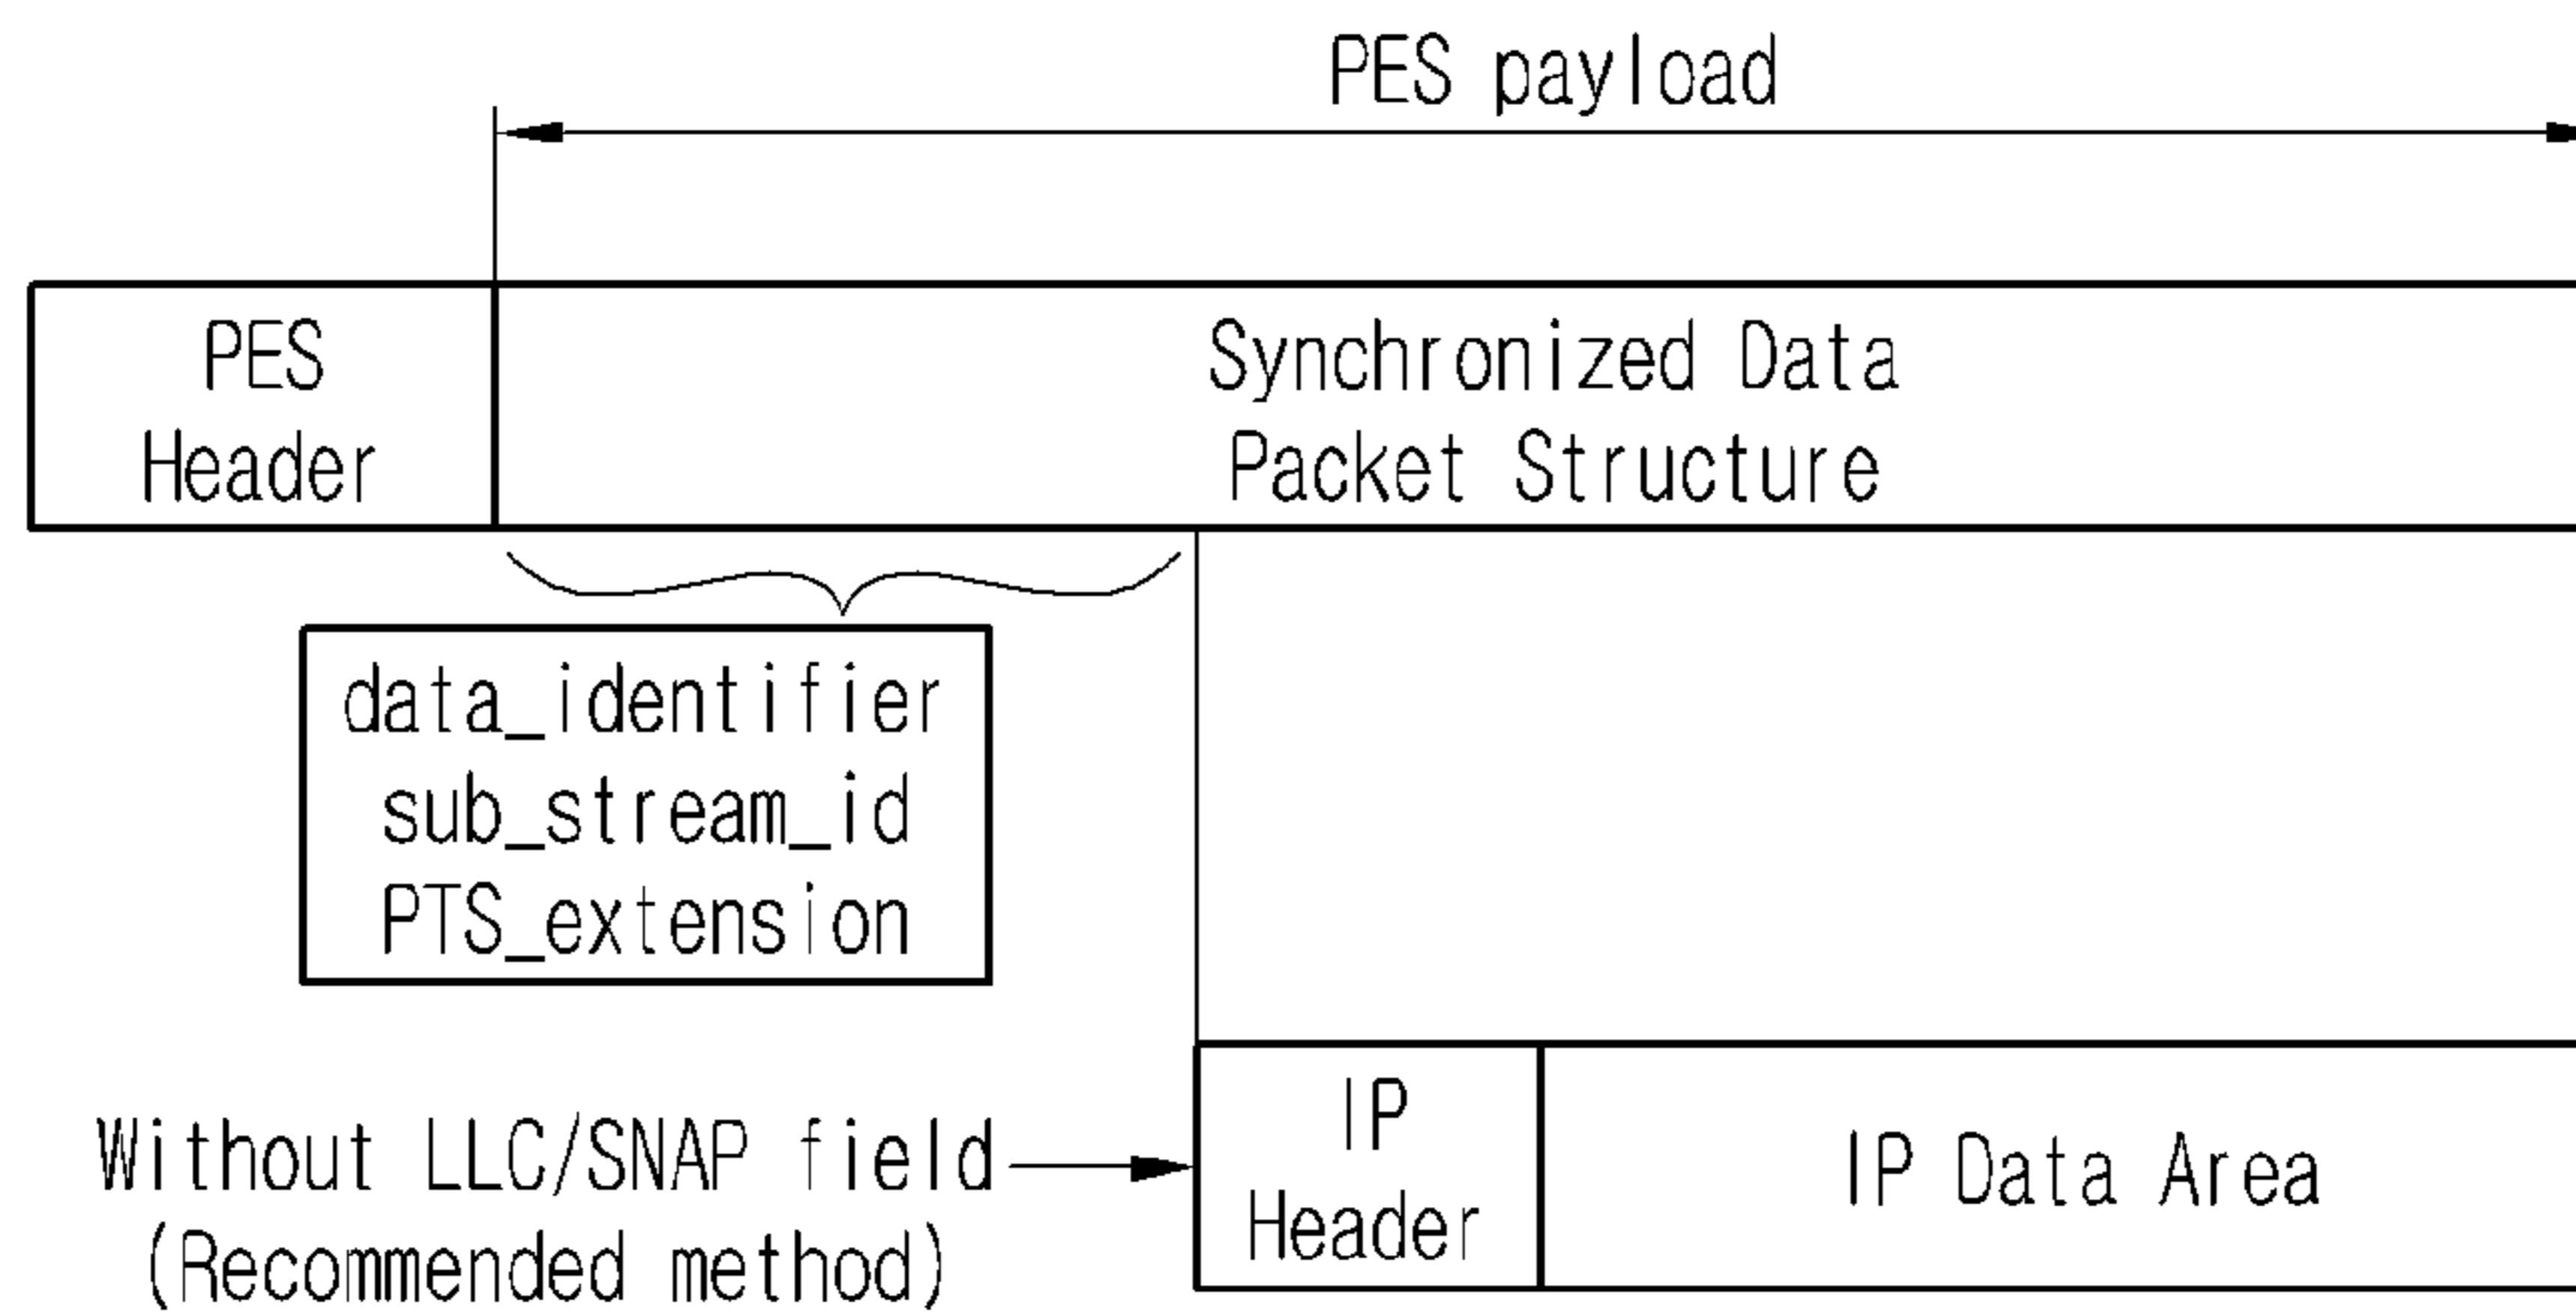 PES payload
PES
Header
Synchronized Data
Packet Structure
data_identifier
sub_stream_id
PTS_extension
Without LLC/SNAP field
(Recommended method)
IP
Header
IP Data Area